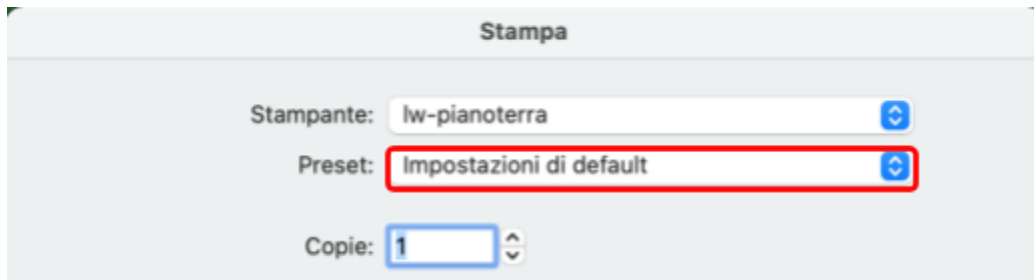 Stampa
Stampante: lw-pianoterra
Preset: Impostazioni di default
Copie: 1